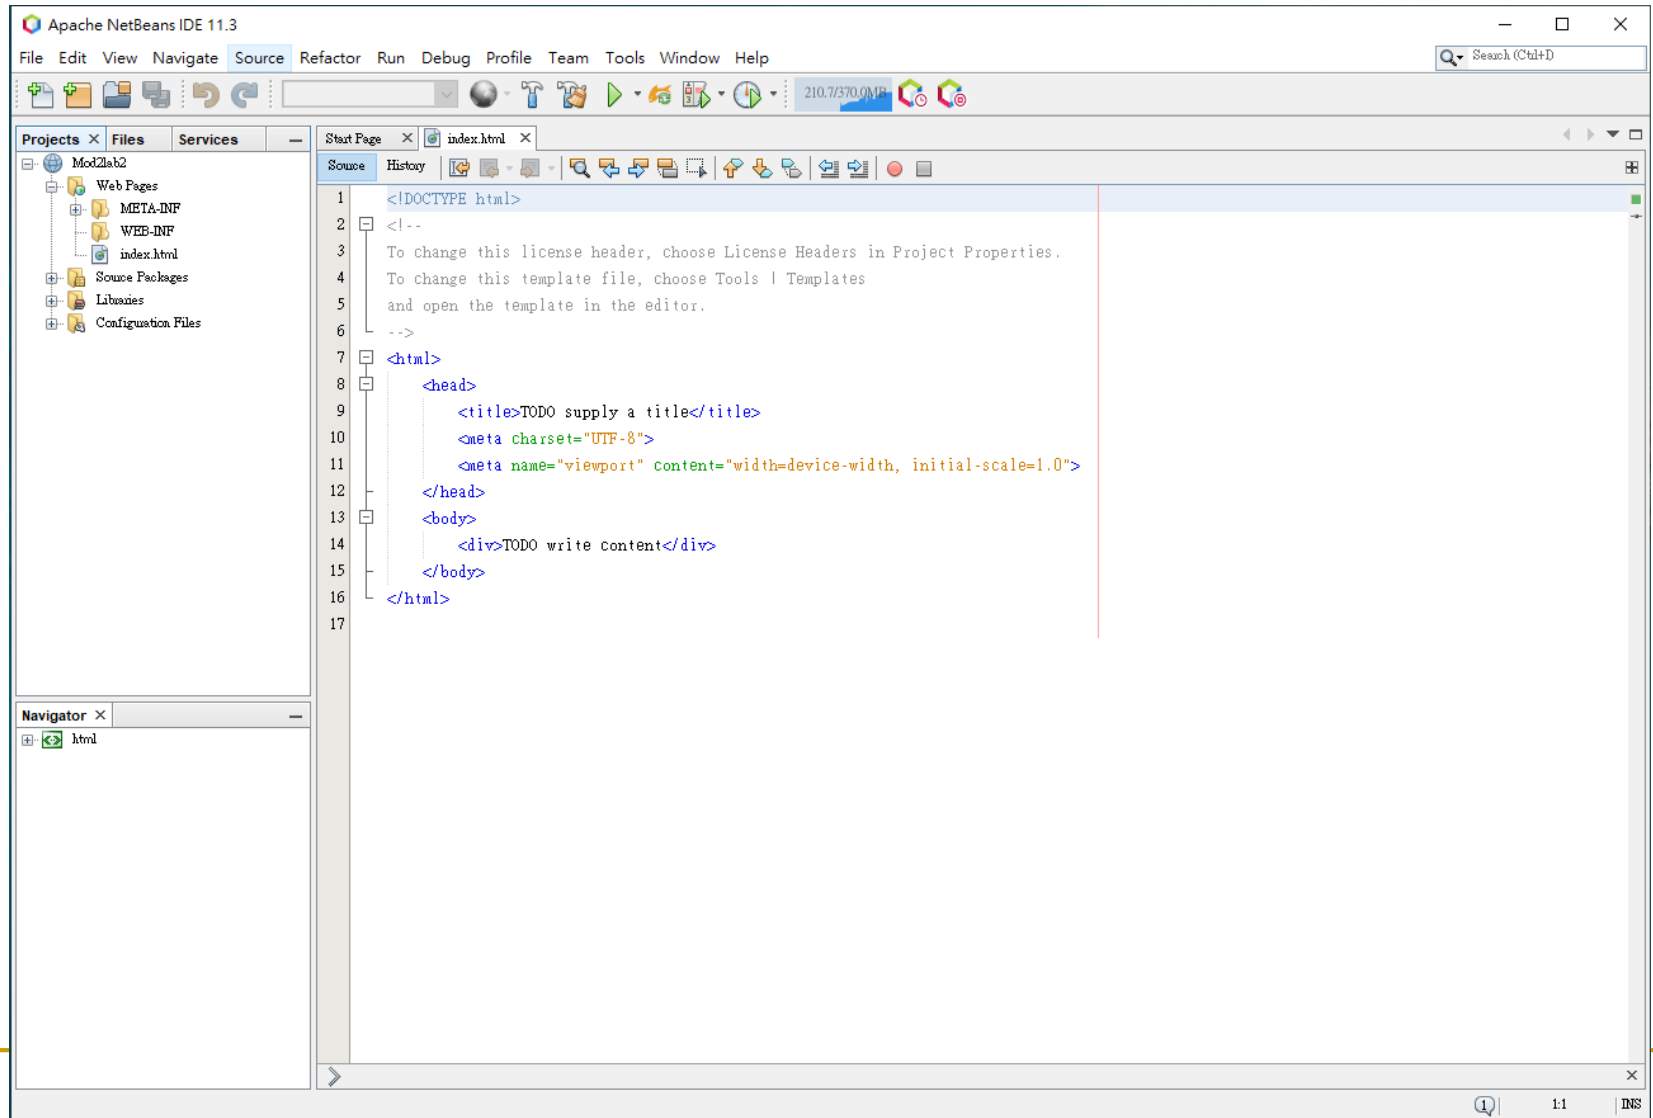 Apache NetBeans IDE 11.3
File Edit View Navigate Source Refactor Run Debug Profile Team Tools Window Help
Search (Ctrl+I)
210.7/370.0MB
Projects Files Services
Start Page index.html
Source History
Mod2lab2
Web Pages
META-INF
WEB-INF
index.html
Source Packages
Libraries
Configuration Files
1 <!DOCTYPE html>
2 <!--
3 To change this license header, choose License Headers in Project Properties.
4 To change this template file, choose Tools | Templates
5 and open the template in the editor.
6 -->
7 <html>
8 <head>
9 <title>TODO supply a title</title>
10 <meta charset="UTF-8">
11 <meta name="viewport" content="width=device-width, initial-scale=1.0">
12 </head>
13 <body>
14 <div>TODO write content</div>
15 </body>
16 </html>
17
Navigator
html
1 1:1 INS